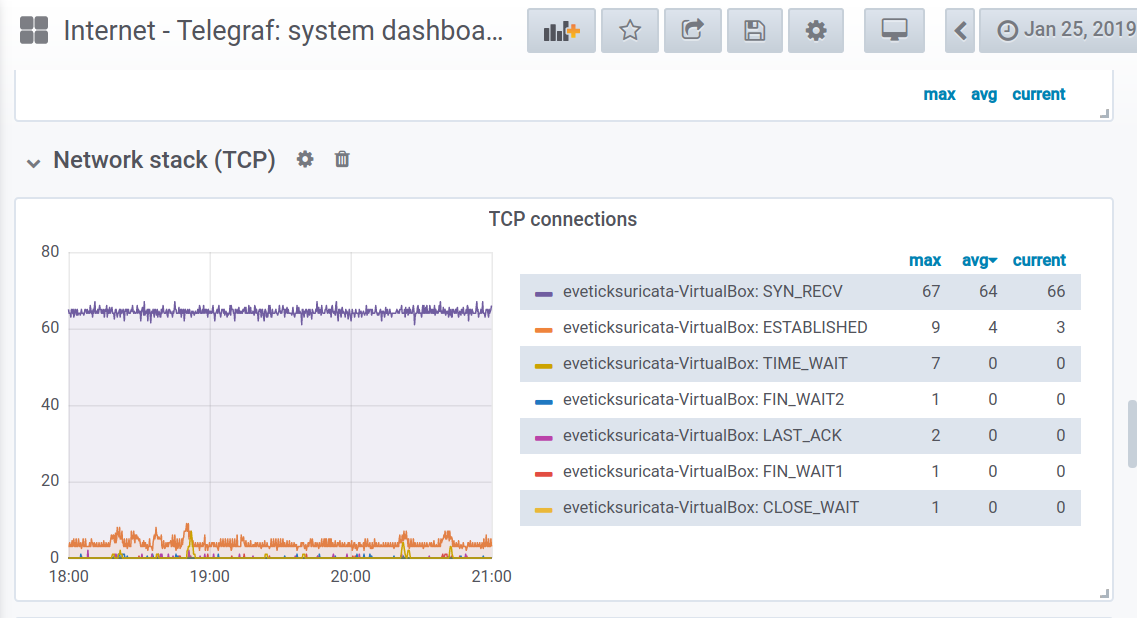 Internet - Telegraf: system dashboa...
Jan 25, 2019
max avg current
Network stack (TCP)
TCP connections
80
60
40
20
0
18:00 19:00 20:00 21:00
max avg current
eveticksuricata-VirtualBox: SYN_RECV 67 64 66
eveticksuricata-VirtualBox: ESTABLISHED 9 4 3
eveticksuricata-VirtualBox: TIME_WAIT 7 0 0
eveticksuricata-VirtualBox: FIN_WAIT2 1 0 0
eveticksuricata-VirtualBox: LAST_ACK 2 0 0
eveticksuricata-VirtualBox: FIN_WAIT1 1 0 0
eveticksuricata-VirtualBox: CLOSE_WAIT 1 0 0